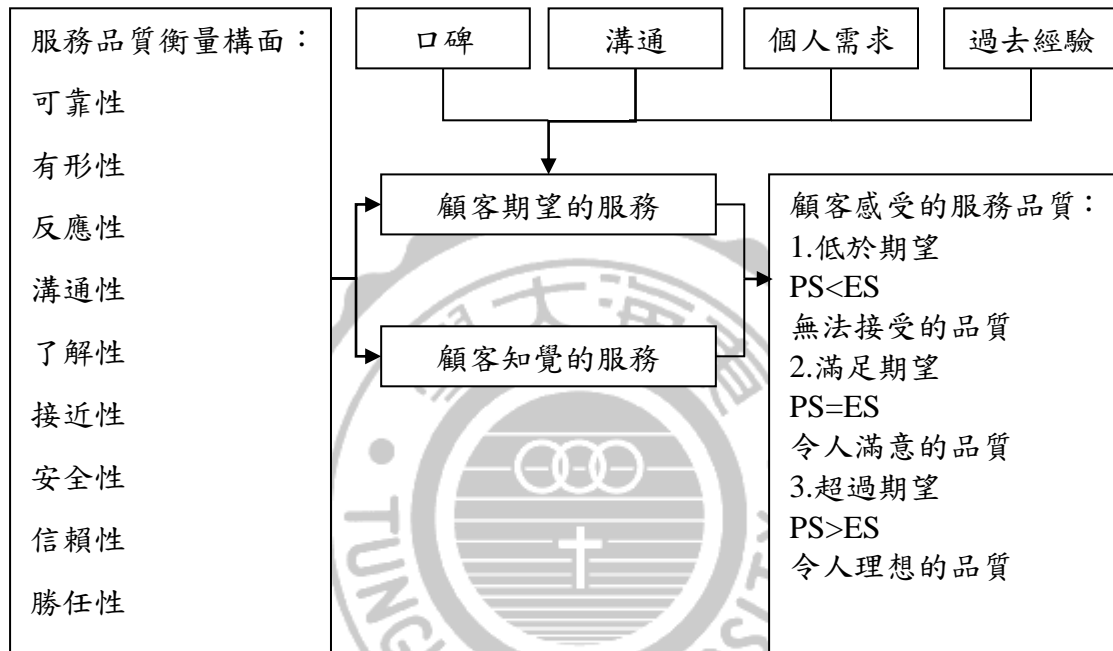 服務品質衡量構面：
可靠性
有形性
反應性
溝通性
了解性
接近性
安全性
信賴性
勝任性
口碑
溝通
個人需求
過去經驗
顧客期望的服務
顧客知覺的服務
顧客感受的服務品質：
1.低於期望
PS<ES
無法接受的品質
2.滿足期望
PS=ES
令人滿意的品質
3.超過期望
PS>ES
令人理想的品質